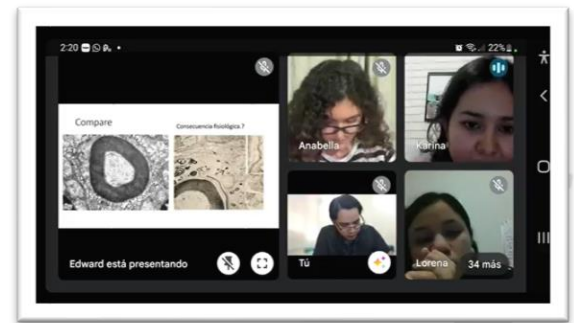 2:20
22%
Compare
Consecuencia fisiológica.?
Edward está presentando
Anabella
Karina
Tú
Lorena
34 más